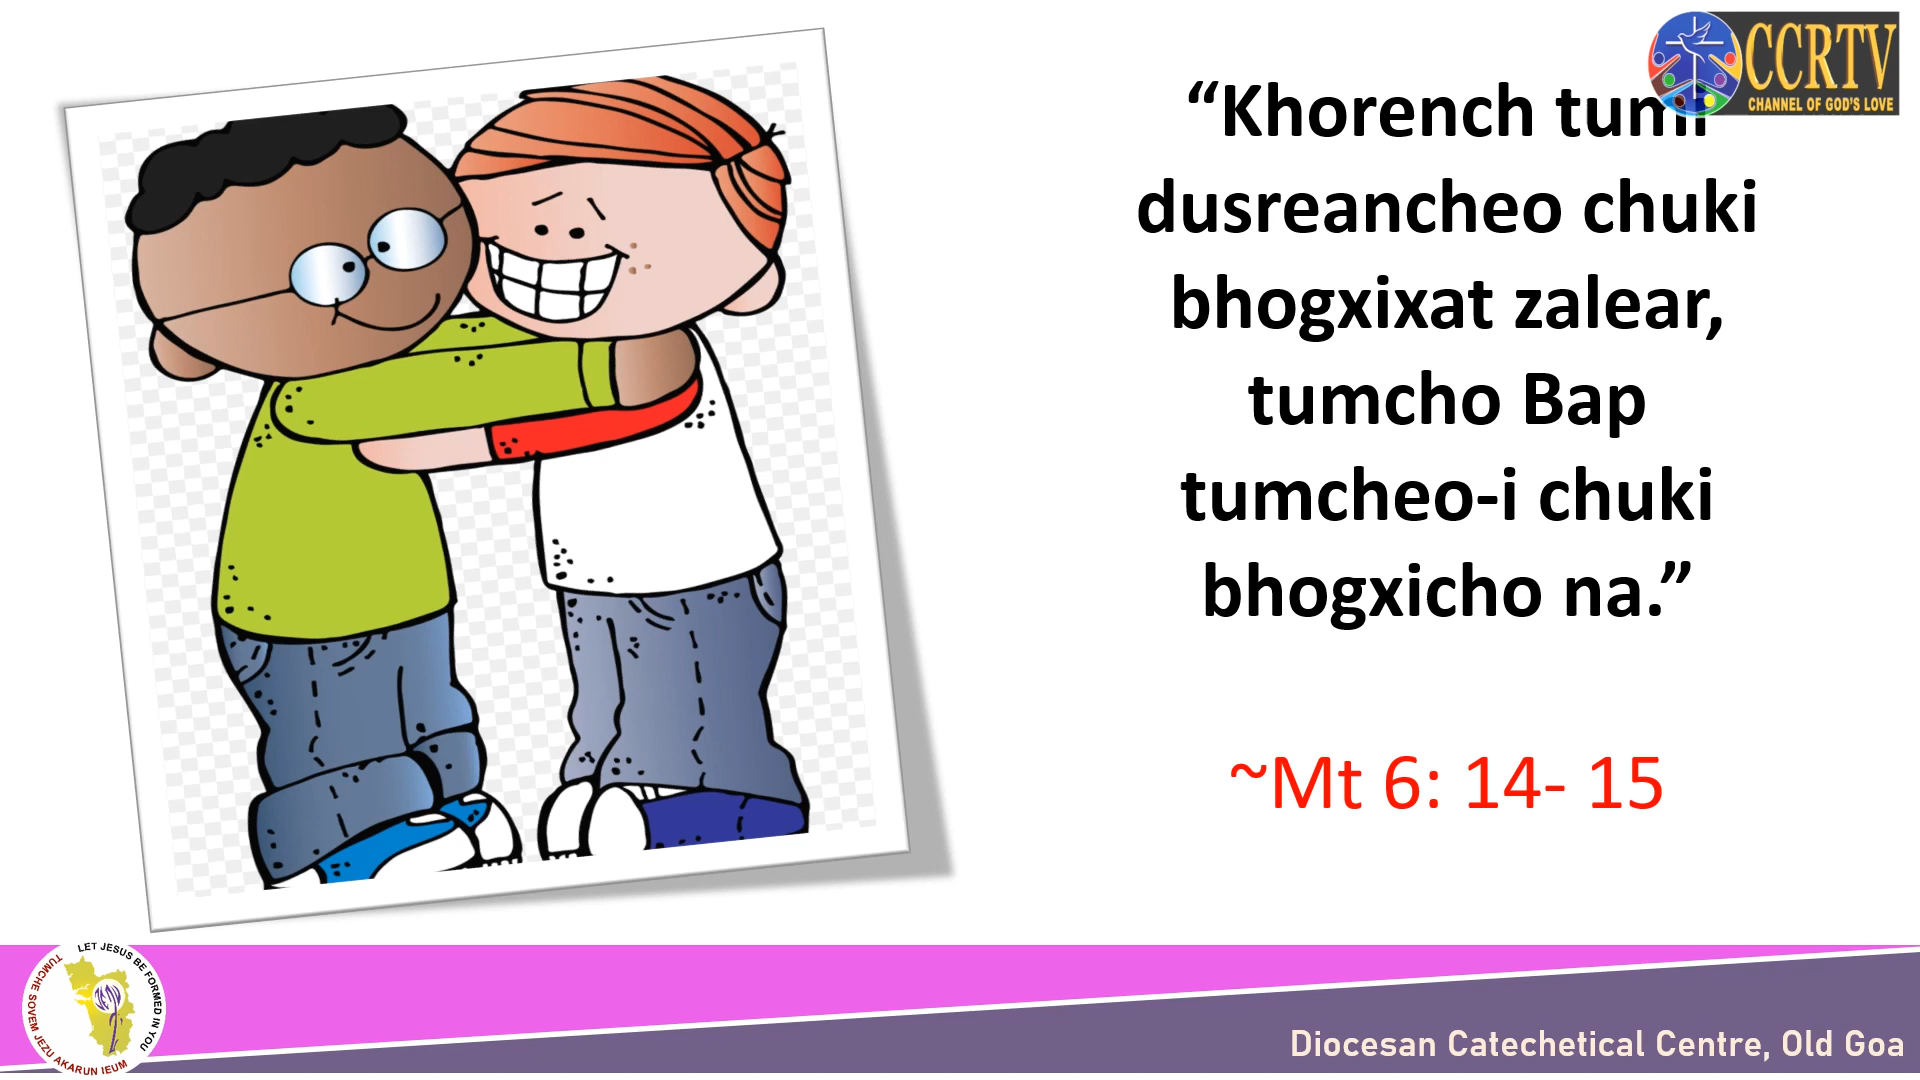 CCRTV
CHANNEL OF GOD'S LOVE
“Khorench tumi
dusreancheo chuki
bhogxixat zalear,
tumcho Bap
tumcheo-i chuki
bhogxicho na.”
~Mt 6: 14- 15
LET JESUS BE FORMED IN YOU
TUMCHE SOVEM JEZU AKARUN IEUM
Diocesan Catechetical Centre, Old Goa